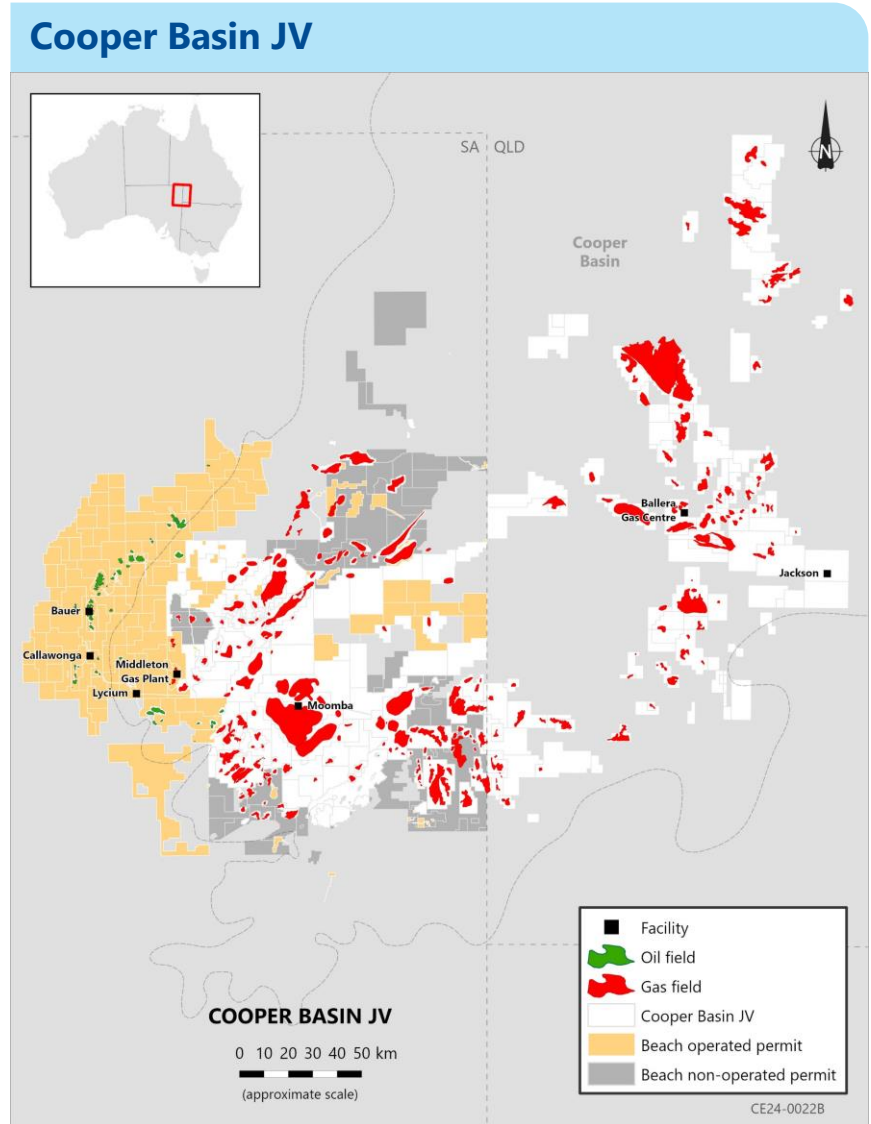 Cooper Basin JV
SA QLD
N
Cooper
Basin
Ballera
Gas Centre
Jackson
Bauer
Callawonga
Middleton
Gas Plant
Lycium
Moomba
COOPER BASIN JV
0 10 20 30 40 50 km
(approximate scale)
Facility
Oil field
Gas field
Cooper Basin JV
Beach operated permit
Beach non-operated permit
CE24-0022B